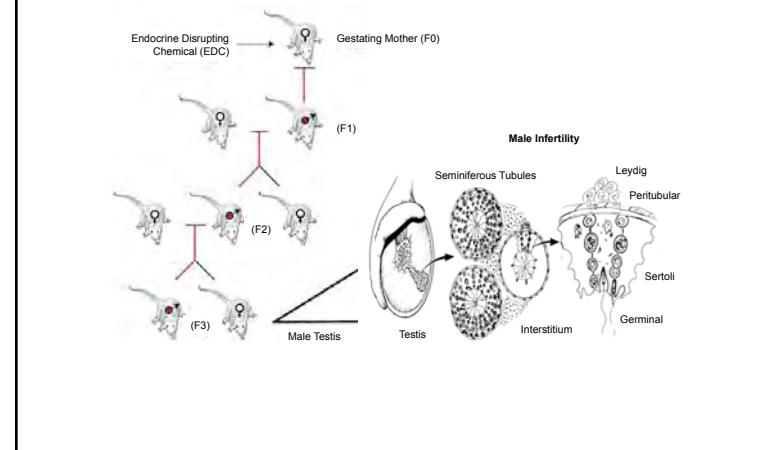 Endocrine Disrupting
Chemical (EDC)
Gestating Mother (F0)
(F1)
Male Infertility
Seminiferous Tubules
Leydig
Peritubular
(F2)
Sertoli
Germinal
Interstitium
(F3)
Male Testis
Testis